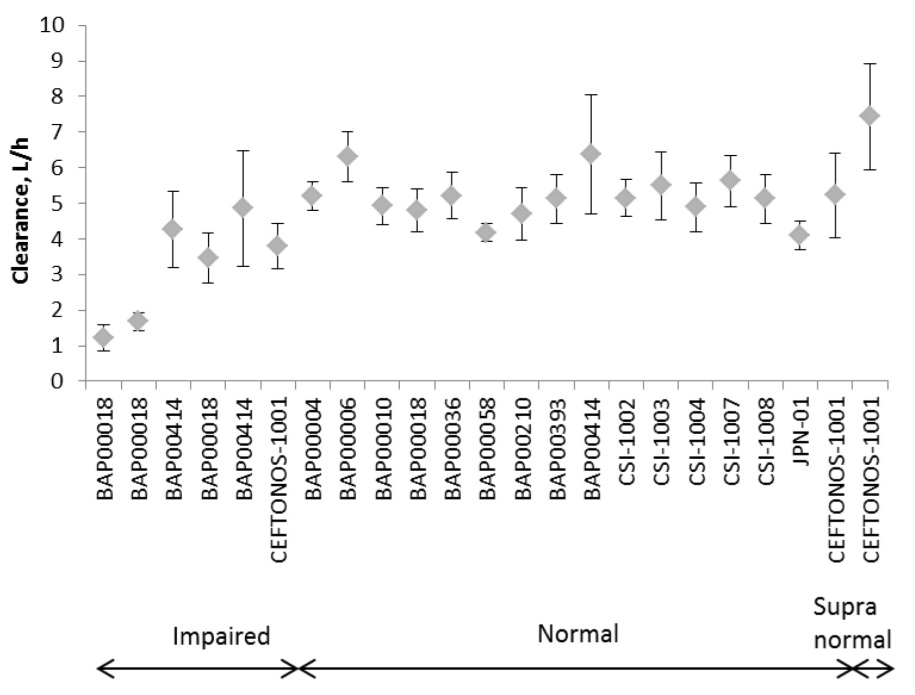 10
9
8
7
6
5
4
3
2
1
0
Clearance, L/h
BAP00018
BAP00018
BAP00414
BAP00018
BAP00414
CEFTONOS-1001
BAP00004
BAP00006
BAP00010
BAP00018
BAP00036
BAP00058
BAP00210
BAP00393
BAP00414
CSI-1002
CSI-1003
CSI-1004
CSI-1007
CSI-1008
JPN-01
CEFTONOS-1001
CEFTONOS-1001
Impaired
Normal
Supra
normal